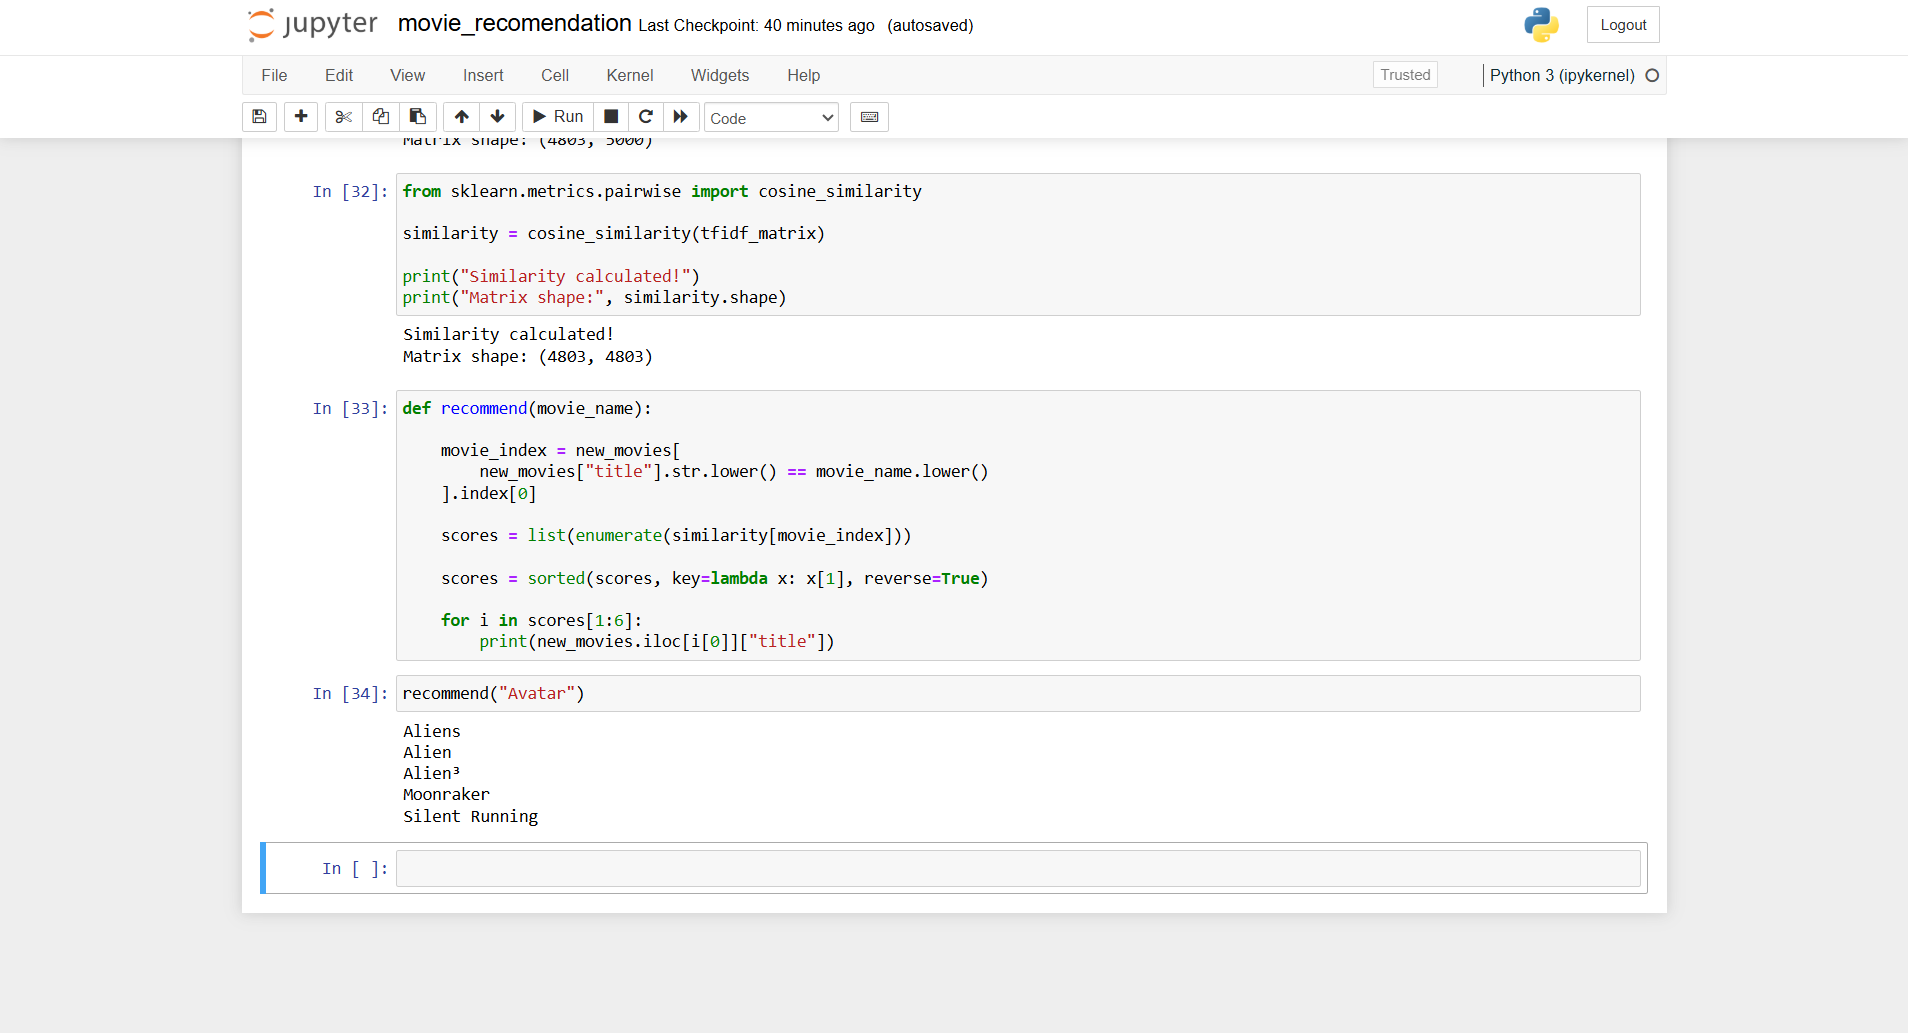 jupyter movie_recomendation Last Checkpoint: 40 minutes ago (autosaved) Logout
File Edit View Insert Cell Kernel Widgets Help Trusted Python 3 (ipykernel)
Run Code
Matrix shape: (4803, 5000)
In [32]: from sklearn.metrics.pairwise import cosine_similarity
similarity = cosine_similarity(tfidf_matrix)
print("Similarity calculated!")
print("Matrix shape:", similarity.shape)
Similarity calculated!
Matrix shape: (4803, 4803)
In [33]: def recommend(movie_name):
movie_index = new_movies[
new_movies["title"].str.lower() == movie_name.lower()
].index[0]
scores = list(enumerate(similarity[movie_index]))
scores = sorted(scores, key=lambda x: x[1], reverse=True)
for i in scores[1:6]:
print(new_movies.iloc[i[0]]["title"])
In [34]: recommend("Avatar")
Aliens
Alien
Alien³
Moonraker
Silent Running
In [ ]: